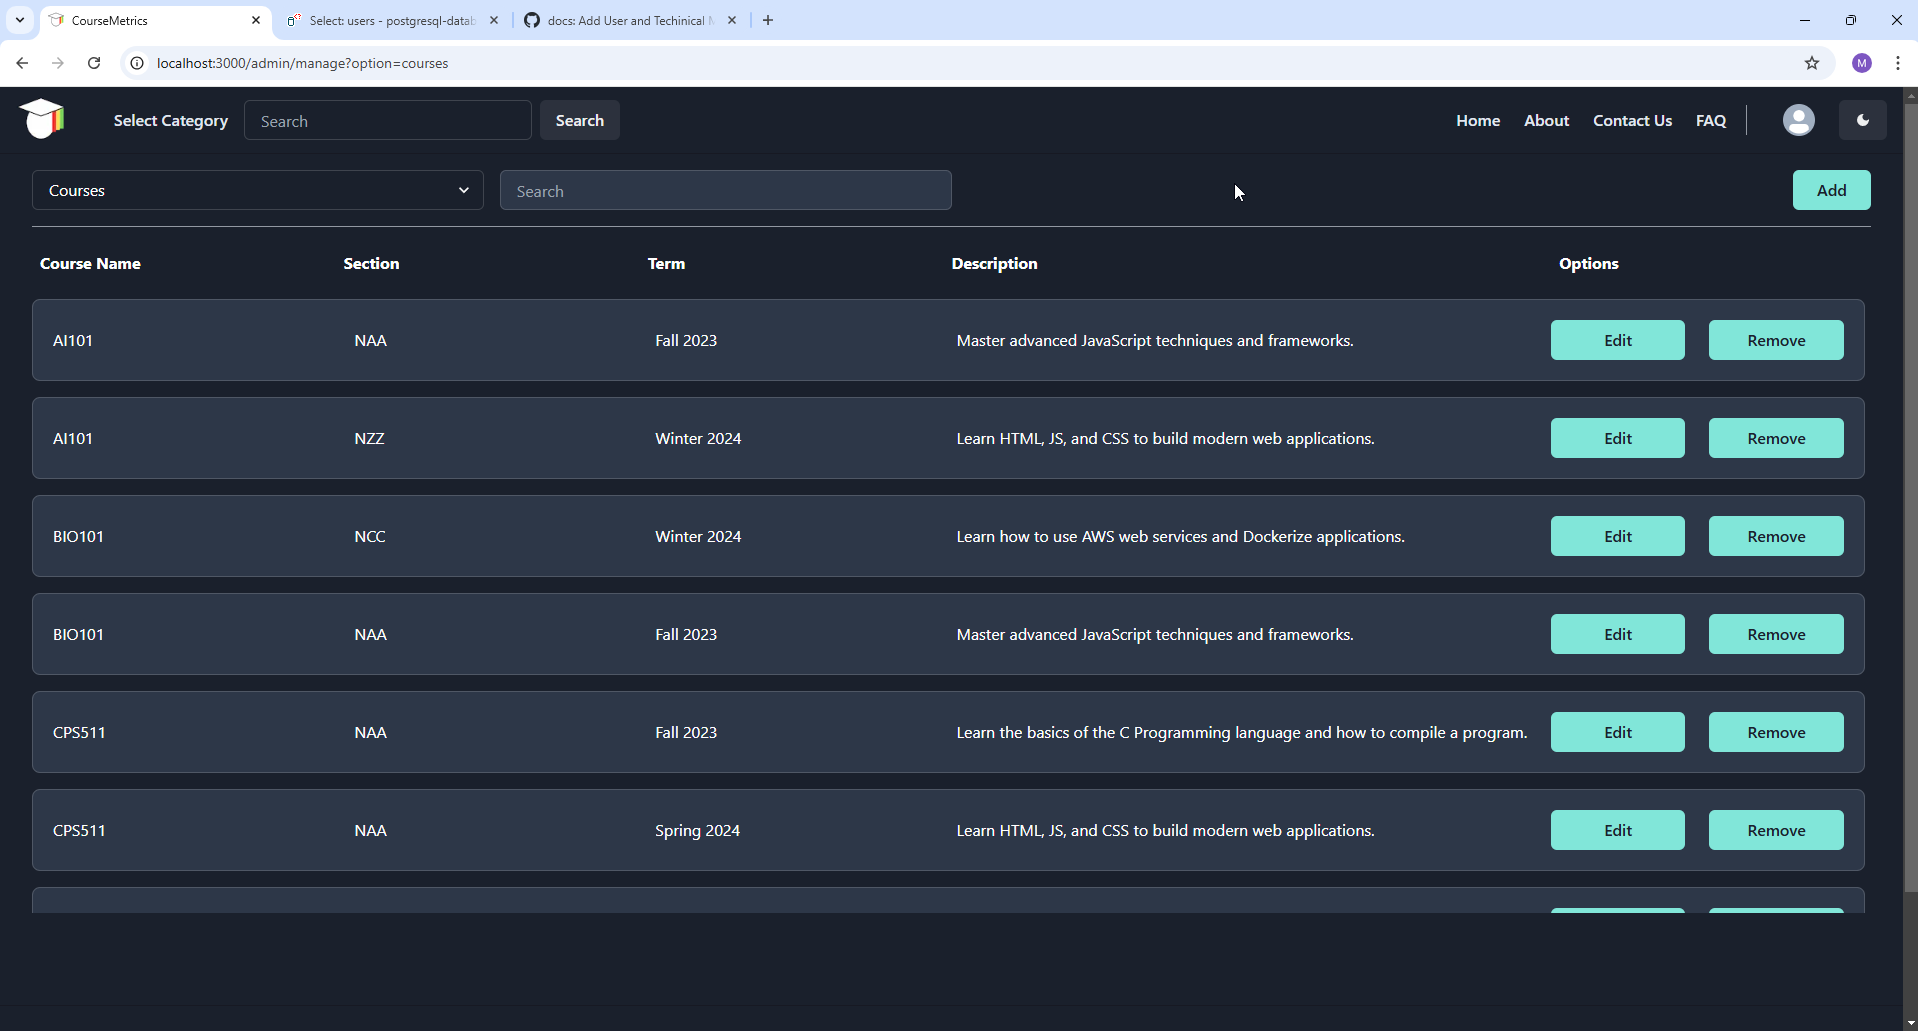 CourseMetrics
Select: users - postgresql-datab
docs: Add User and Techinical M
localhost:3000/admin/manage?option=courses
M
Select Category
Search
Search
Home
About
Contact Us
FAQ
Courses
Search
Add
Course Name
Section
Term
Description
Options
AI101
NAA
Fall 2023
Master advanced JavaScript techniques and frameworks.
Edit
Remove
AI101
NZZ
Winter 2024
Learn HTML, JS, and CSS to build modern web applications.
Edit
Remove
BIO101
NCC
Winter 2024
Learn how to use AWS web services and Dockerize applications.
Edit
Remove
BIO101
NAA
Fall 2023
Master advanced JavaScript techniques and frameworks.
Edit
Remove
CPS511
NAA
Fall 2023
Learn the basics of the C Programming language and how to compile a program.
Edit
Remove
CPS511
NAA
Spring 2024
Learn HTML, JS, and CSS to build modern web applications.
Edit
Remove